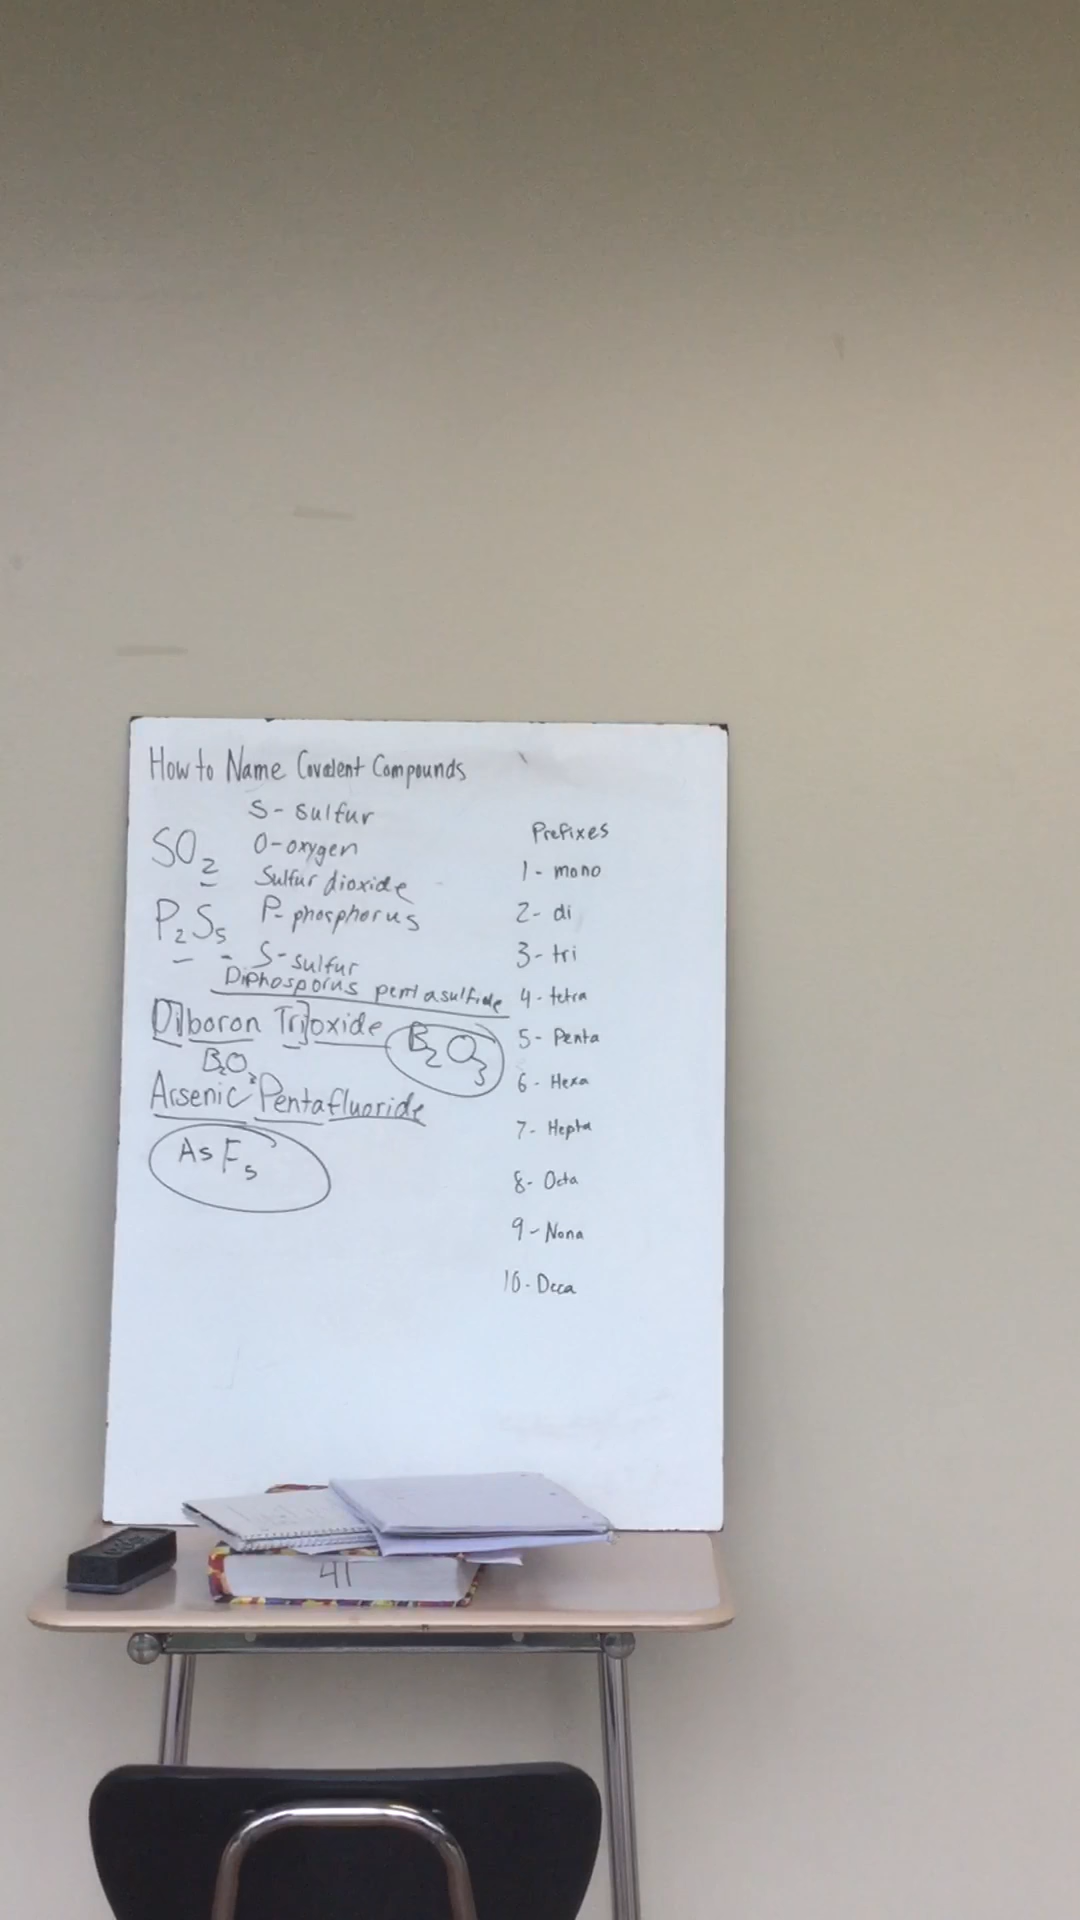 How to Name Covalent Compounds
S- sulfur
SO2
O-oxygen
Sulfur dioxide
P2S5
P- phosphorus
S-sulfur
Diphosporus pentasulfide
Diboron Tri]oxide
B2O3
B2O3
Arsenic Pentafluoride
AsF5
Prefixes
1- mono
2- di
3- tri
4- tetra
5- Penta
6- Hexa
7- Hepta
8- Octa
9- Nona
10- Deca
41